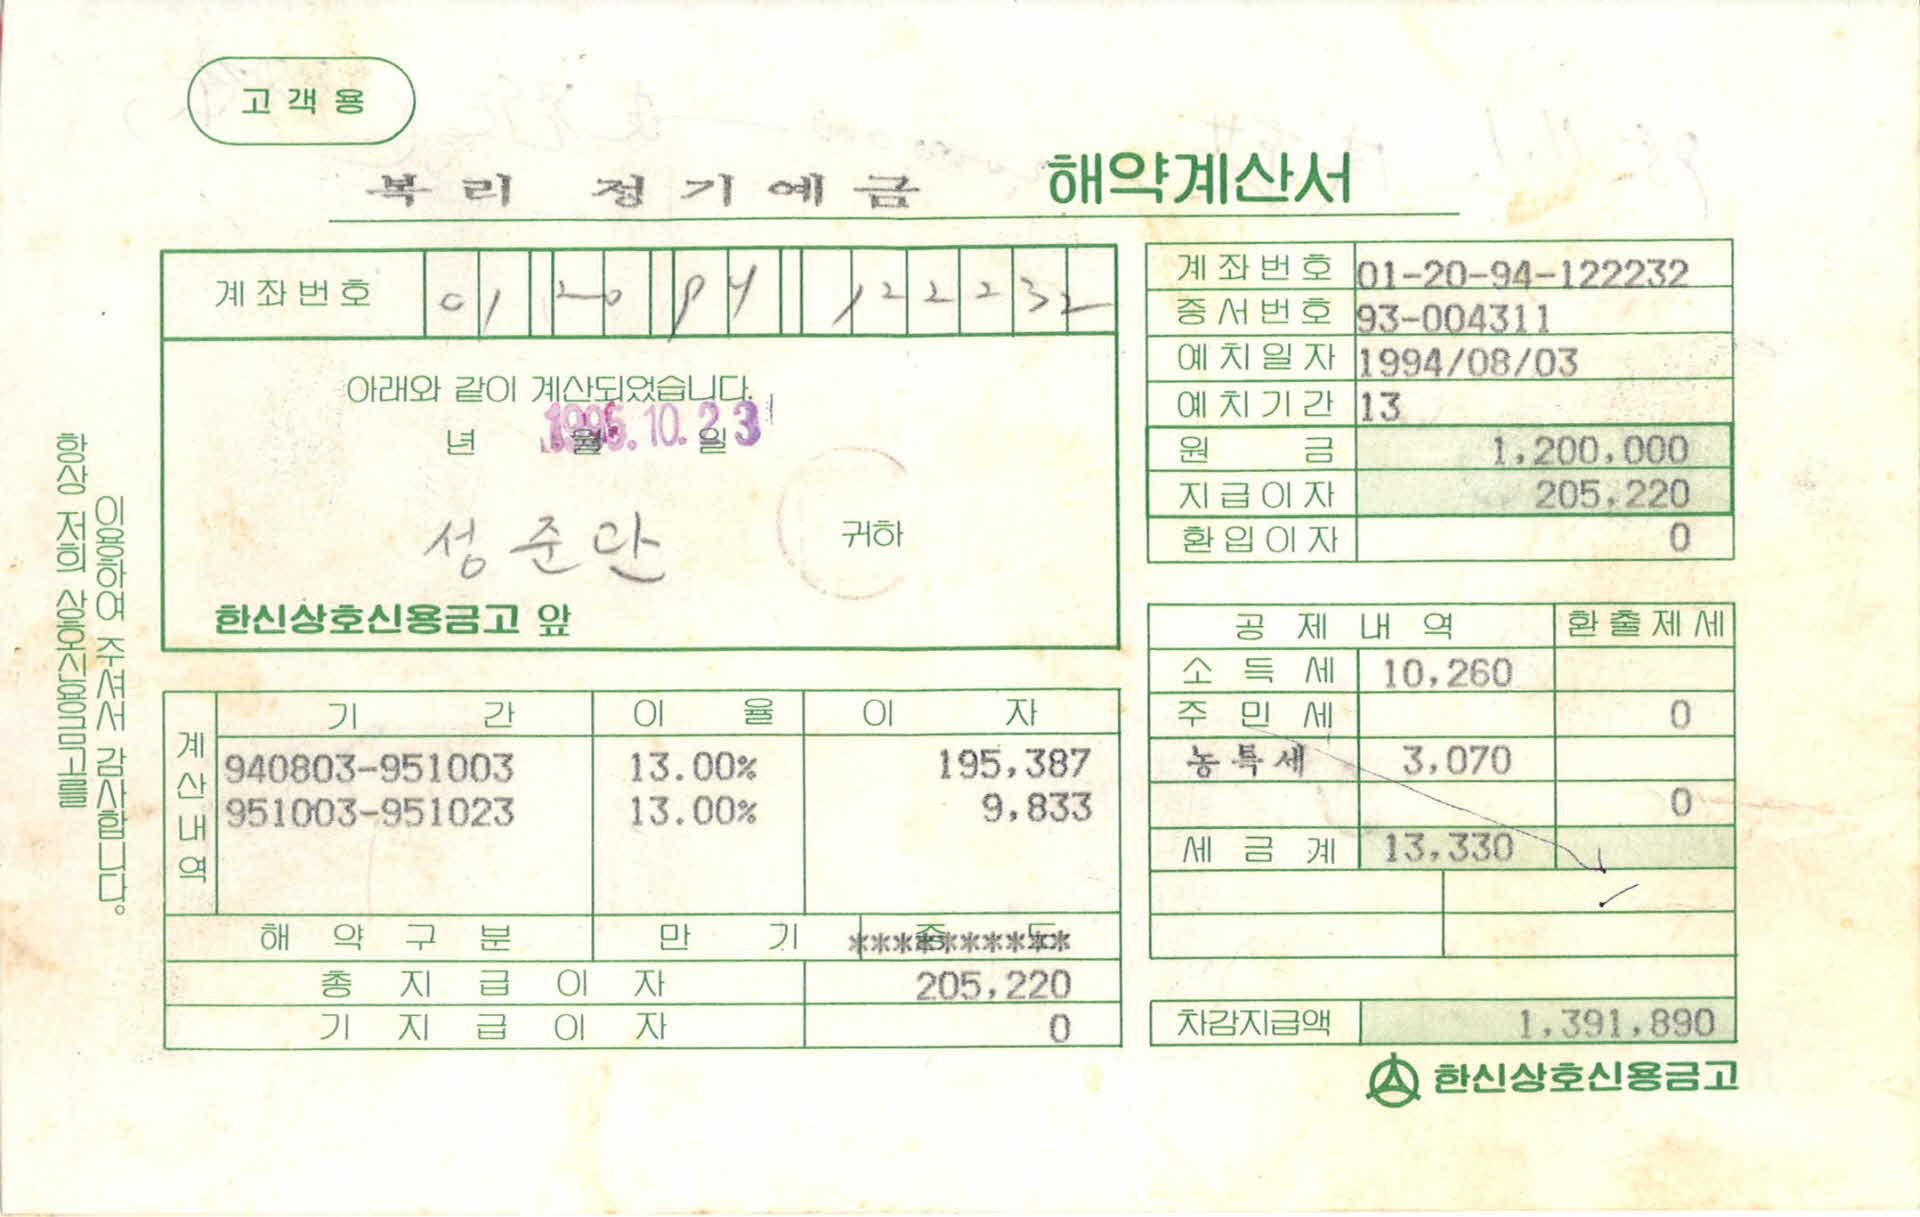 고객용
복리 정기예금 해약계산서
계좌번호 01 20 94 122232
아래와 같이 계산되었습니다.
년 월 일
1995.10.23
성준만 귀하
한신상호신용금고 앞
계좌번호 01-20-94-122232
증서번호 93-004311
예치일자 1994/08/03
예치기간 13
원금 1,200,000
지급이자 205,220
환입이자 0
계산내역
기간 이율 이자
940803-951003 13.00% 195,387
951003-951023 13.00% 9,833
해약구분 만기 중도 **********
총지급이자 205,220
기지급이자 0
공제내역 환출제세
소득세 10,260
주민세 0
농특세 3,070
0
세금계 13,330
차감지급액 1,391,890
한신상호신용금고
항상 저희 상호신용금고를
이용하여 주셔서 감사합니다.